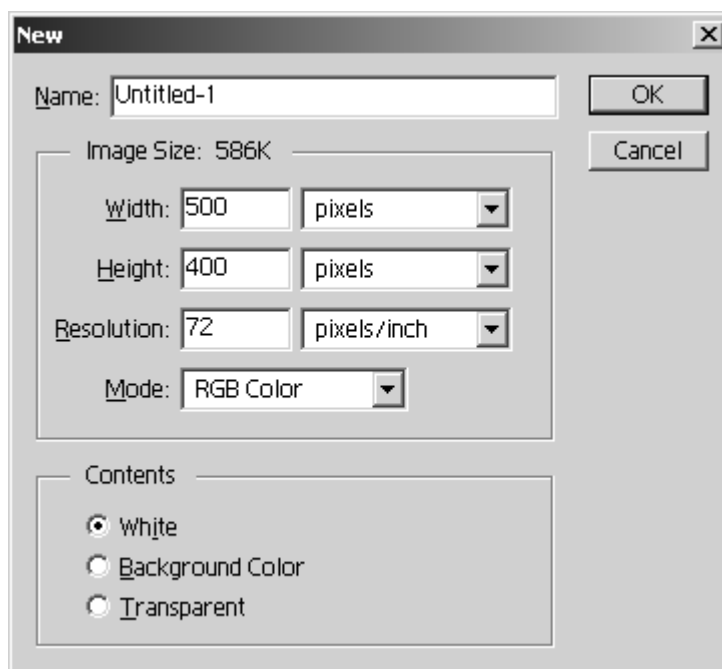 New
Name: Untitled-1
OK
Cancel
Image Size: 586K
Width: 500 pixels
Height: 400 pixels
Resolution: 72 pixels/inch
Mode: RGB Color
Contents
White
Background Color
Transparent